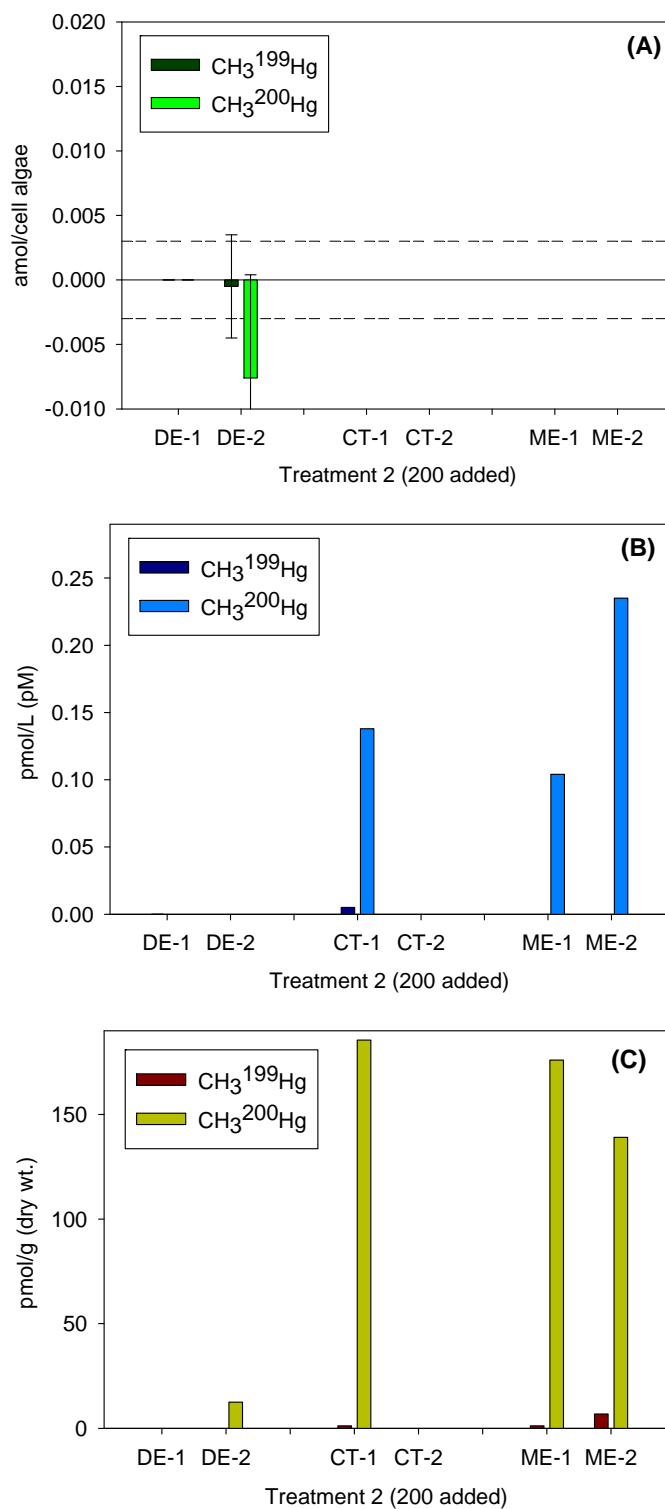 (A)
CH3199Hg
CH3200Hg
amol/cell algae
0.020
0.015
0.010
0.005
0.000
-0.005
-0.010
DE-1 DE-2 CT-1 CT-2 ME-1 ME-2
Treatment 2 (200 added)
(B)
CH3199Hg
CH3200Hg
pmol/L (pM)
0.25
0.20
0.15
0.10
0.05
0.00
DE-1 DE-2 CT-1 CT-2 ME-1 ME-2
Treatment 2 (200 added)
(C)
CH3199Hg
CH3200Hg
pmol/g (dry wt.)
150
100
50
0
DE-1 DE-2 CT-1 CT-2 ME-1 ME-2
Treatment 2 (200 added)